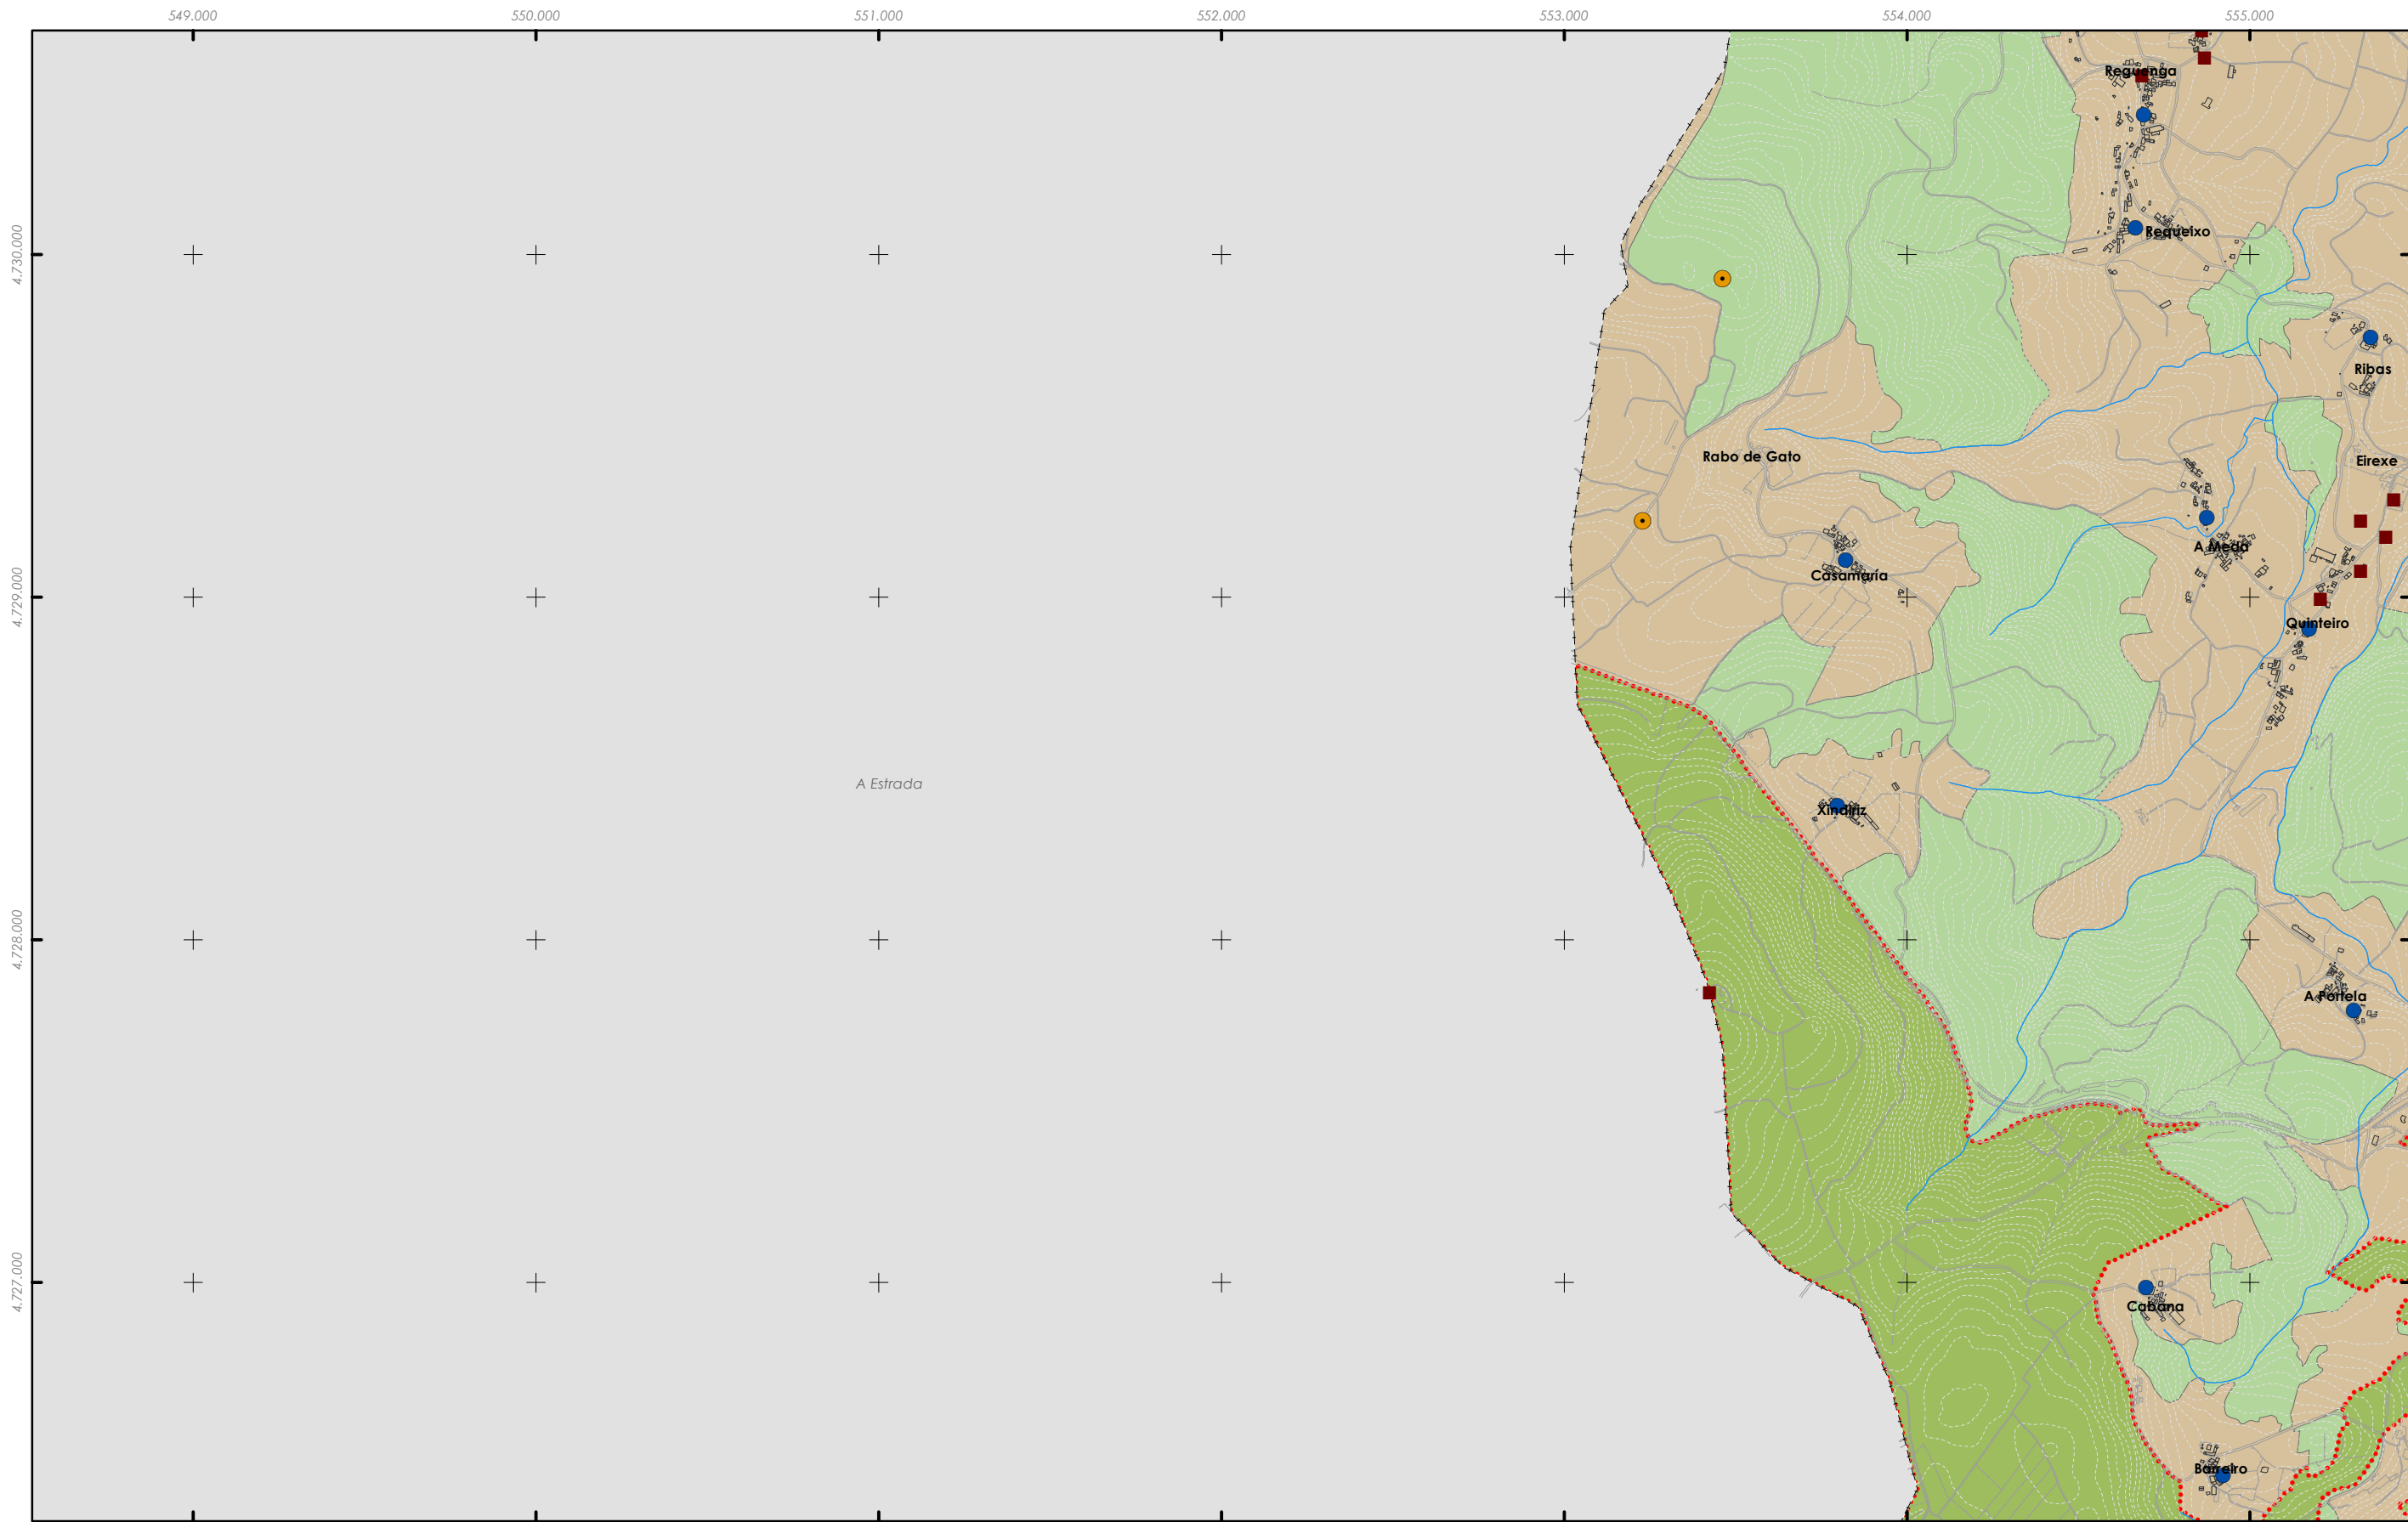 549.000
550.000
551.000
552.000
553.000
554.000
555.000
Reguenga
4.730.000
Requeixo
Ribas
Rabo de Gato
Eirexe
A Meda
Casamaría
4.729.000
Quinteiro
A Estrada
Xindiriz
4.728.000
A Portela
4.727.000
Cabana
Barreiro